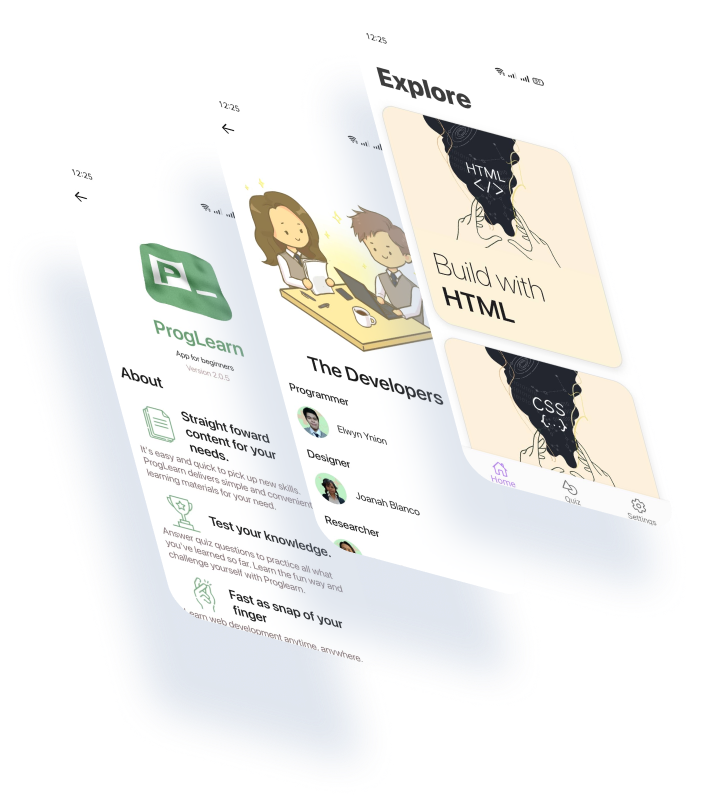 12:25
ProgLearn
App for beginners
Version 2.0.5
About
Straight foward
content for your
needs.
It's easy and quick to pick up new skills.
ProgLearn delivers simple and convenient
learning materials for your need.
Test your knowledge.
Answer quiz questions to practice all what
you've learned so far. Learn the fun way and
challenge yourself with Proglearn.
Fast as snap of your
finger
Learn web development anytime, anywhere.
12:25
The Developers
Programmer
Elwyn Ynion
Designer
Joanah Blanco
Researcher
12:25
Explore
HTML
</>
Build with
HTML
CSS
{..}
Home
Quiz
Settings